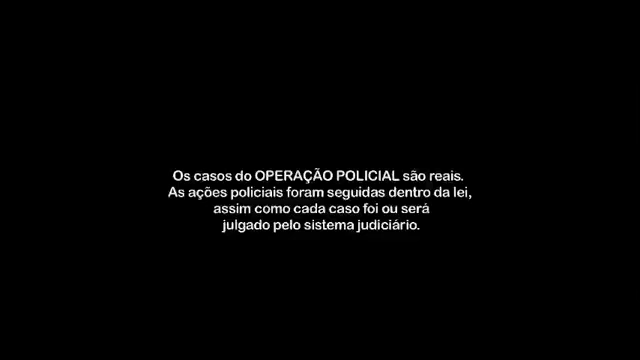 Os casos do OPERAÇÃO POLICIAL são reais.
As ações policiais foram seguidas dentro da lei,
assim como cada caso foi ou será
julgado pelo sistema judiciário.